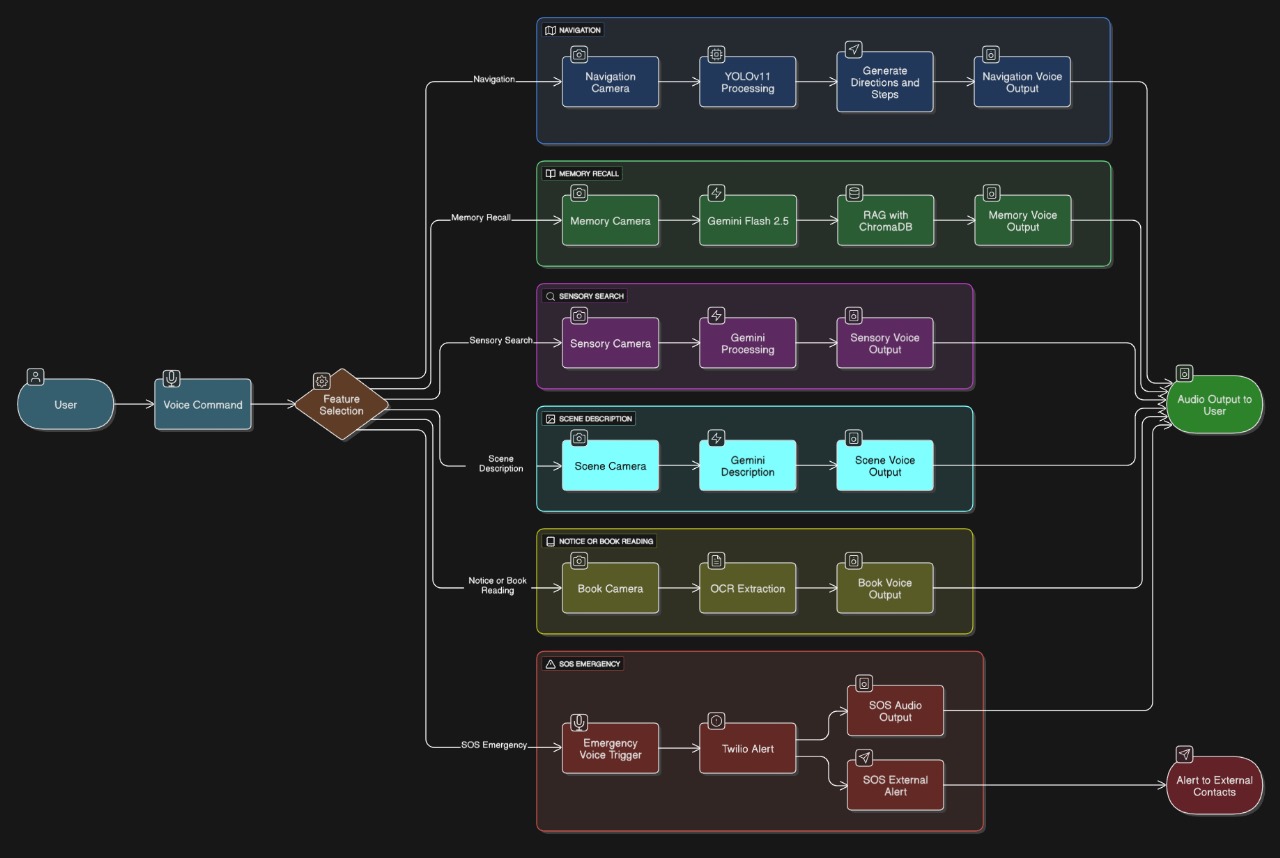 NAVIGATION
Navigation
Navigation
Camera
YOLOv11
Processing
Generate
Directions and
Steps
Navigation Voice
Output
MEMORY RECALL
Memory Recall
Memory Camera
Gemini Flash 2.5
RAG with
ChromaDB
Memory Voice
Output
SENSORY SEARCH
Sensory Search
Sensory Camera
Gemini
Processing
Sensory Voice
Output
User
Voice Command
Feature
Selection
Audio Output to
User
SCENE DESCRIPTION
Scene
Description
Scene Camera
Gemini
Description
Scene Voice
Output
NOTICE OR BOOK READING
Notice or Book
Reading
Book Camera
OCR Extraction
Book Voice
Output
SOS EMERGENCY
SOS Emergency
Emergency
Voice Trigger
Twilio Alert
SOS Audio
Output
SOS External
Alert
Alert to External
Contacts